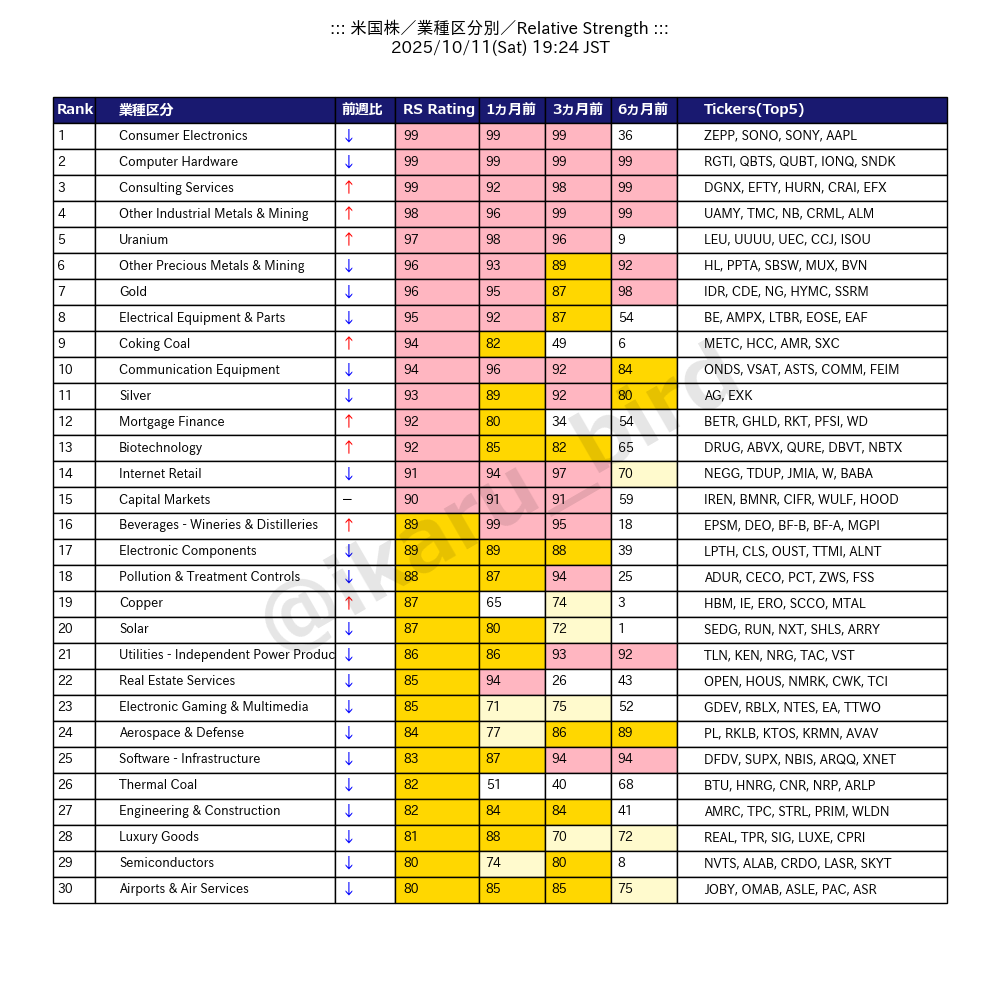 ::: 米国株／業種区分別／Relative Strength :::
2025/10/11(Sat) 19:24 JST
Rank 業種区分 前週比 RS Rating 1ヵ月前 3ヵ月前 6ヵ月前 Tickers(Top5)
1 Consumer Electronics ↓ 99 99 99 36 ZEPP, SONO, SONY, AAPL
2 Computer Hardware ↓ 99 99 99 99 RGTI, QBTS, QUBT, IONQ, SNDK
3 Consulting Services ↑ 99 92 98 99 DGNX, EFTY, HURN, CRAI, EFX
4 Other Industrial Metals & Mining ↑ 98 96 99 99 UAMY, TMC, NB, CRML, ALM
5 Uranium ↑ 97 98 96 9 LEU, UUUU, UEC, CCJ, ISOU
6 Other Precious Metals & Mining ↓ 96 93 89 92 HL, PPTA, SBSW, MUX, BVN
7 Gold ↓ 96 95 87 98 IDR, CDE, NG, HYMC, SSRM
8 Electrical Equipment & Parts ↓ 95 92 87 54 BE, AMPX, LTBR, EOSE, EAF
9 Coking Coal ↑ 94 82 49 6 METC, HCC, AMR, SXC
10 Communication Equipment ↓ 94 96 92 84 ONDS, VSAT, ASTS, COMM, FEIM
11 Silver ↓ 93 89 92 80 AG, EXK
12 Mortgage Finance ↑ 92 80 34 54 BETR, GHLD, RKT, PFSI, WD
13 Biotechnology ↑ 92 85 82 65 DRUG, ABVX, QURE, DBVT, NBTX
14 Internet Retail ↓ 91 94 97 70 NEGG, TDUP, JMIA, W, BABA
15 Capital Markets − 90 91 91 59 IREN, BMNR, CIFR, WULF, HOOD
16 Beverages - Wineries & Distilleries ↑ 89 99 95 18 EPSM, DEO, BF-B, BF-A, MGPI
17 Electronic Components ↓ 89 89 88 39 LPTH, CLS, OUST, TTMI, ALNT
18 Pollution & Treatment Controls ↓ 88 87 94 25 ADUR, CECO, PCT, ZWS, FSS
19 Copper ↑ 87 65 74 3 HBM, IE, ERO, SCCO, MTAL
20 Solar ↓ 87 80 72 1 SEDG, RUN, NXT, SHLS, ARRY
21 Utilities - Independent Power Produc ↓ 86 86 93 92 TLN, KEN, NRG, TAC, VST
22 Real Estate Services ↓ 85 94 26 43 OPEN, HOUS, NMRK, CWK, TCI
23 Electronic Gaming & Multimedia ↓ 85 71 75 52 GDEV, RBLX, NTES, EA, TTWO
24 Aerospace & Defense ↓ 84 77 86 89 PL, RKLB, KTOS, KRMN, AVAV
25 Software - Infrastructure ↓ 83 87 94 94 DFDV, SUPX, NBIS, ARQQ, XNET
26 Thermal Coal ↓ 82 51 40 68 BTU, HNRG, CNR, NRP, ARLP
27 Engineering & Construction ↓ 82 84 84 41 AMRC, TPC, STRL, PRIM, WLDN
28 Luxury Goods ↓ 81 88 70 72 REAL, TPR, SIG, LUXE, CPRI
29 Semiconductors ↓ 80 74 80 8 NVTS, ALAB, CRDO, LASR, SKYT
30 Airports & Air Services ↓ 80 85 85 75 JOBY, OMAB, ASLE, PAC, ASR
@ikaru_bird